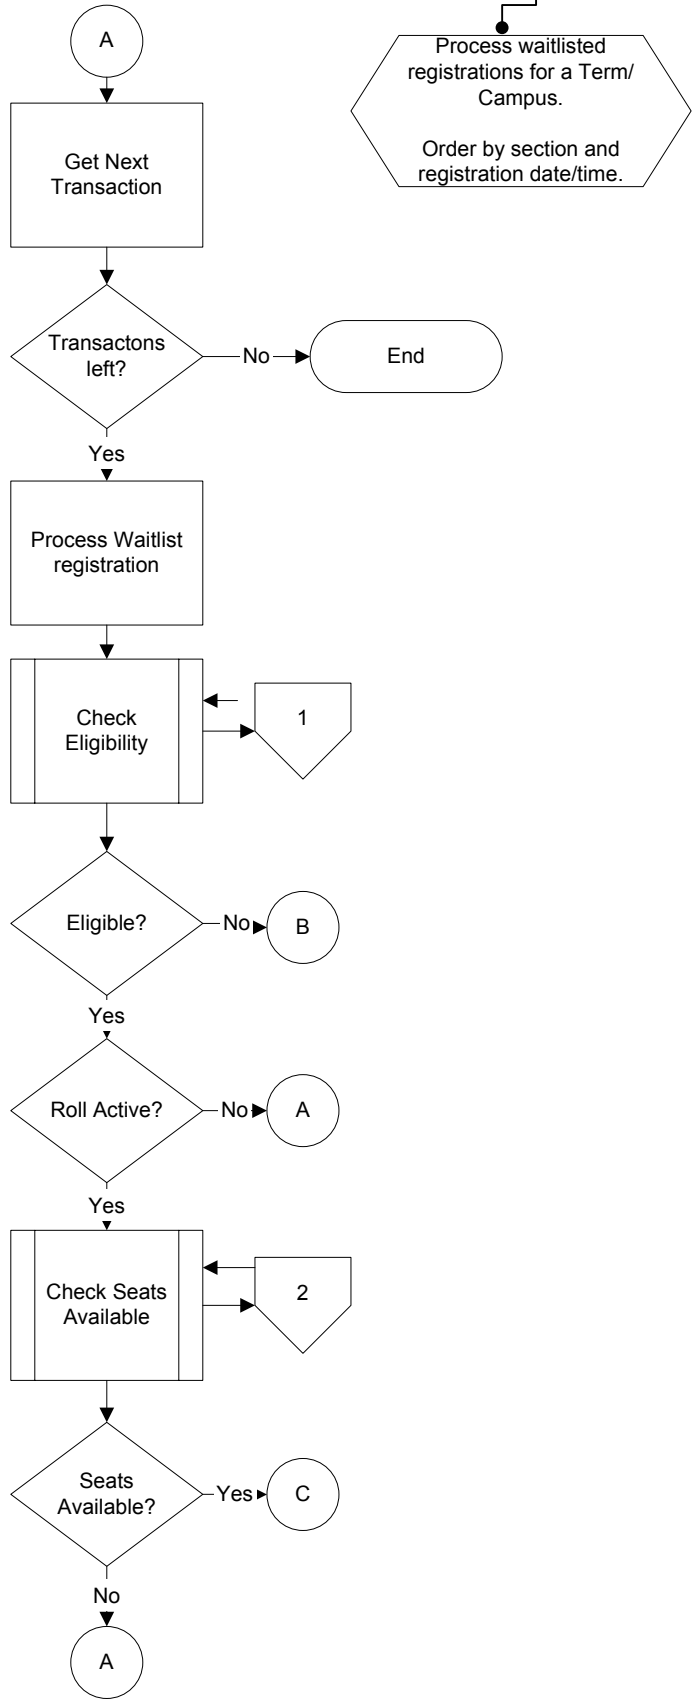 A
Process waitlisted
registrations for a Term/
Campus.
Order by section and
registration date/time.
Get Next
Transaction
Transactons
left?
No
End
Yes
Process Waitlist
registration
Check
Eligibility
1
Eligible?
No
B
Yes
Roll Active?
No
A
Yes
Check Seats
Available
2
Seats
Available?
Yes
C
No
A